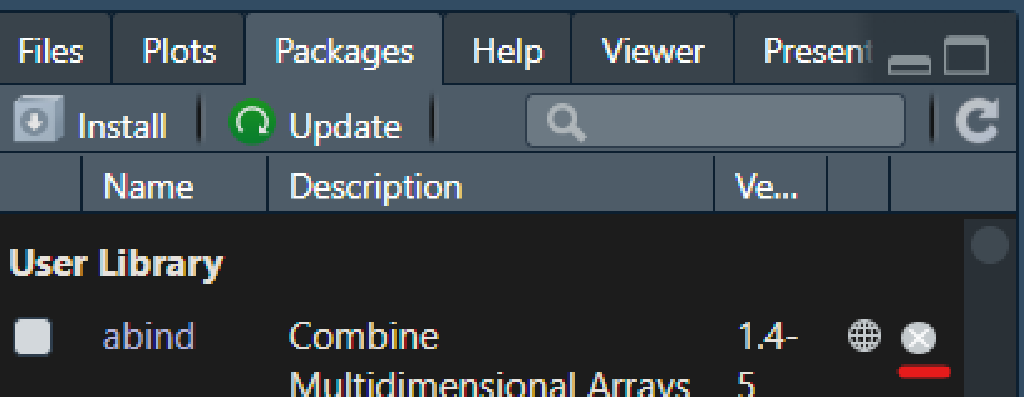 Files Plots Packages Help Viewer Present
Install Update
Name Description Ve...
User Library
abind Combine 1.4-
Multidimensional Arrays 5